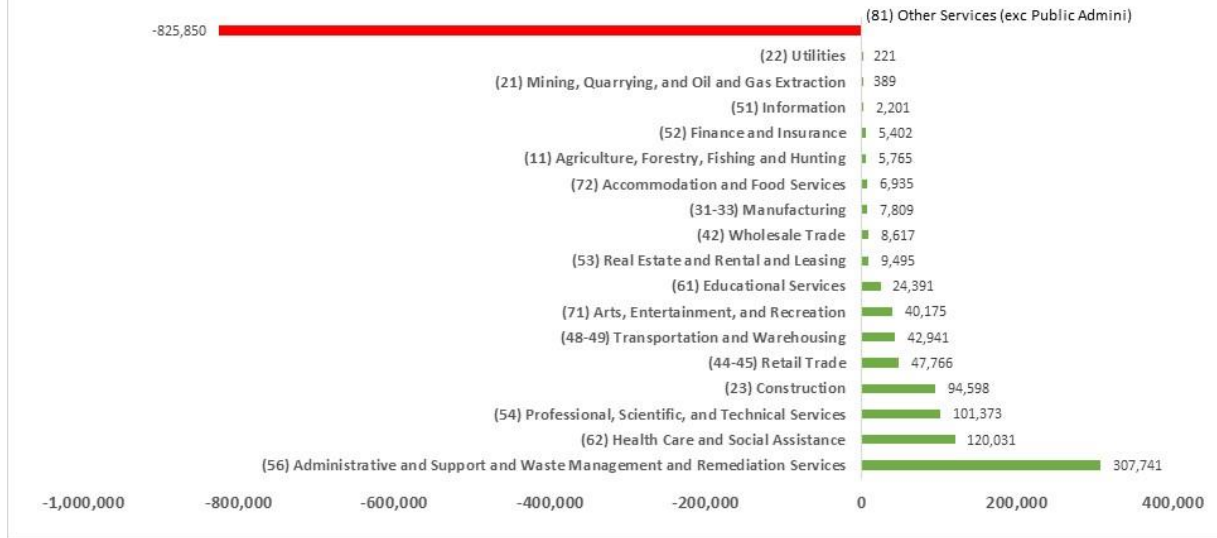 (81) Other Services (exc Public Admini)
-825,850
(22) Utilities 221
(21) Mining, Quarrying, and Oil and Gas Extraction 389
(51) Information 2,201
(52) Finance and Insurance 5,402
(11) Agriculture, Forestry, Fishing and Hunting 5,765
(72) Accommodation and Food Services 6,935
(31-33) Manufacturing 7,809
(42) Wholesale Trade 8,617
(53) Real Estate and Rental and Leasing 9,495
(61) Educational Services 24,391
(71) Arts, Entertainment, and Recreation 40,175
(48-49) Transportation and Warehousing 42,941
(44-45) Retail Trade 47,766
(23) Construction 94,598
(54) Professional, Scientific, and Technical Services 101,373
(62) Health Care and Social Assistance 120,031
(56) Administrative and Support and Waste Management and Remediation Services 307,741
-1,000,000 -800,000 -600,000 -400,000 -200,000 0 200,000 400,000